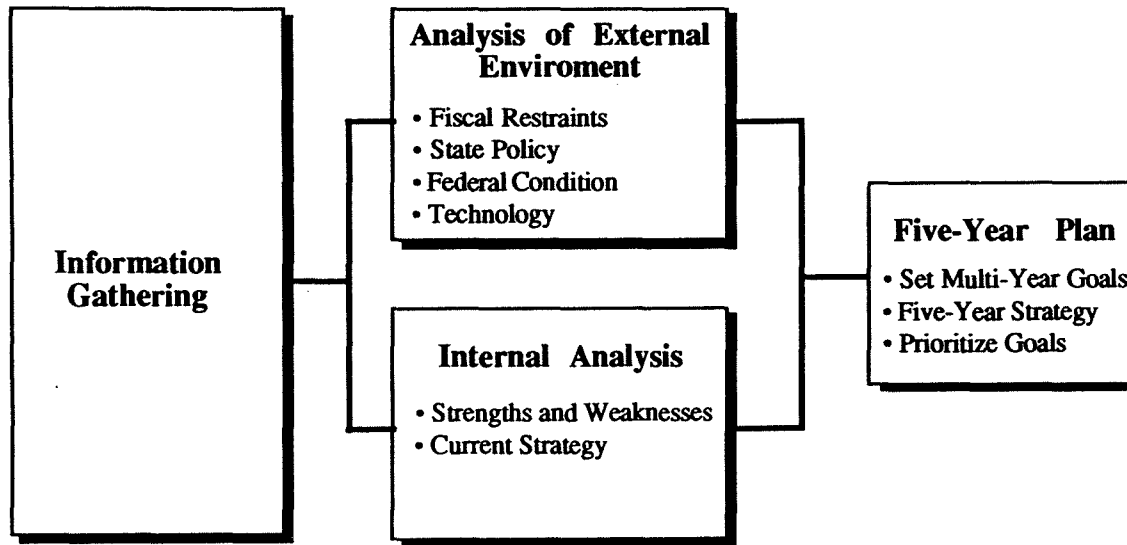 Information
Gathering
Analysis of External
Enviroment
• Fiscal Restraints
• State Policy
• Federal Condition
• Technology
Internal Analysis
• Strengths and Weaknesses
• Current Strategy
Five-Year Plan
• Set Multi-Year Goals
• Five-Year Strategy
• Prioritize Goals